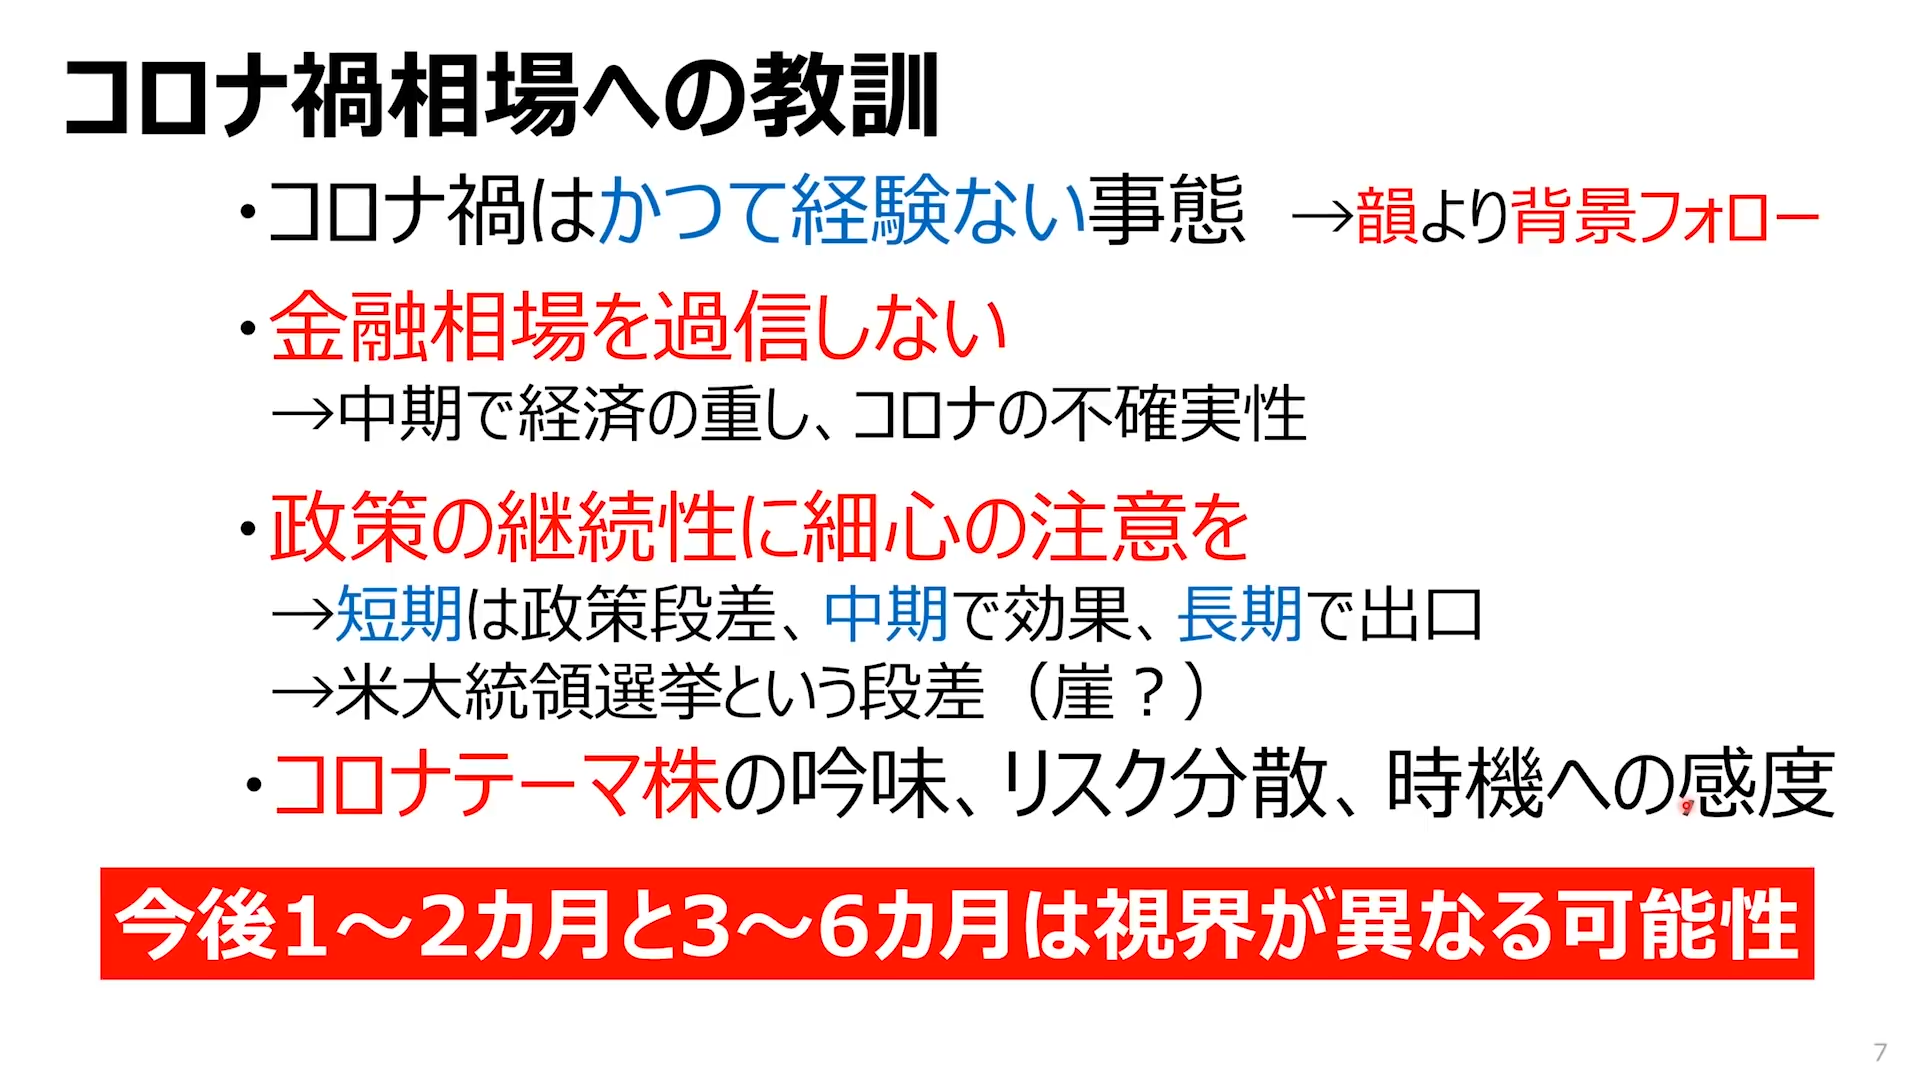 コロナ禍相場への教訓
・コロナ禍はかつて経験ない事態 →韻より背景フォロー
・金融相場を過信しない
→中期で経済の重し、コロナの不確実性
・政策の継続性に細心の注意を
→短期は政策段差、中期で効果、長期で出口
→米大統領選挙という段差（崖？）
・コロナテーマ株の吟味、リスク分散、時機への感度
今後1～2カ月と3～6カ月は視界が異なる可能性
7